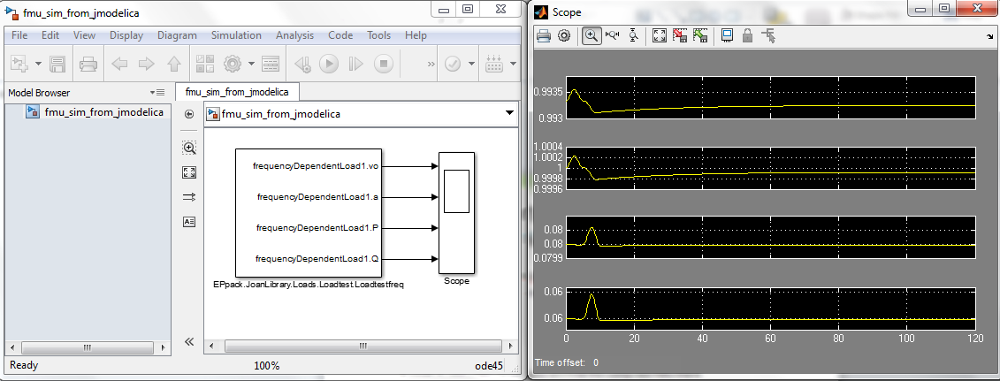 fmu_sim_from_jmodelica
File Edit View Display Diagram Simulation Analysis Code Tools Help
Model Browser
fmu_sim_from_jmodelica
fmu_sim_from_jmodelica
fmu_sim_from_jmodelica
frequencyDependentLoad1.vo
frequencyDependentLoad1.a
frequencyDependentLoad1.P
frequencyDependentLoad1.Q
EPpack.JoanLibrary.Loads.Loadtest.Loadtestfreq
Scope
Ready 100% ode45
Scope
0.9935
0.993
1.0004
1.0002
1
0.9998
0.9996
0.08
0.08
0.0799
0.06
0.06
0 20 40 60 80 100 120
Time offset: 0